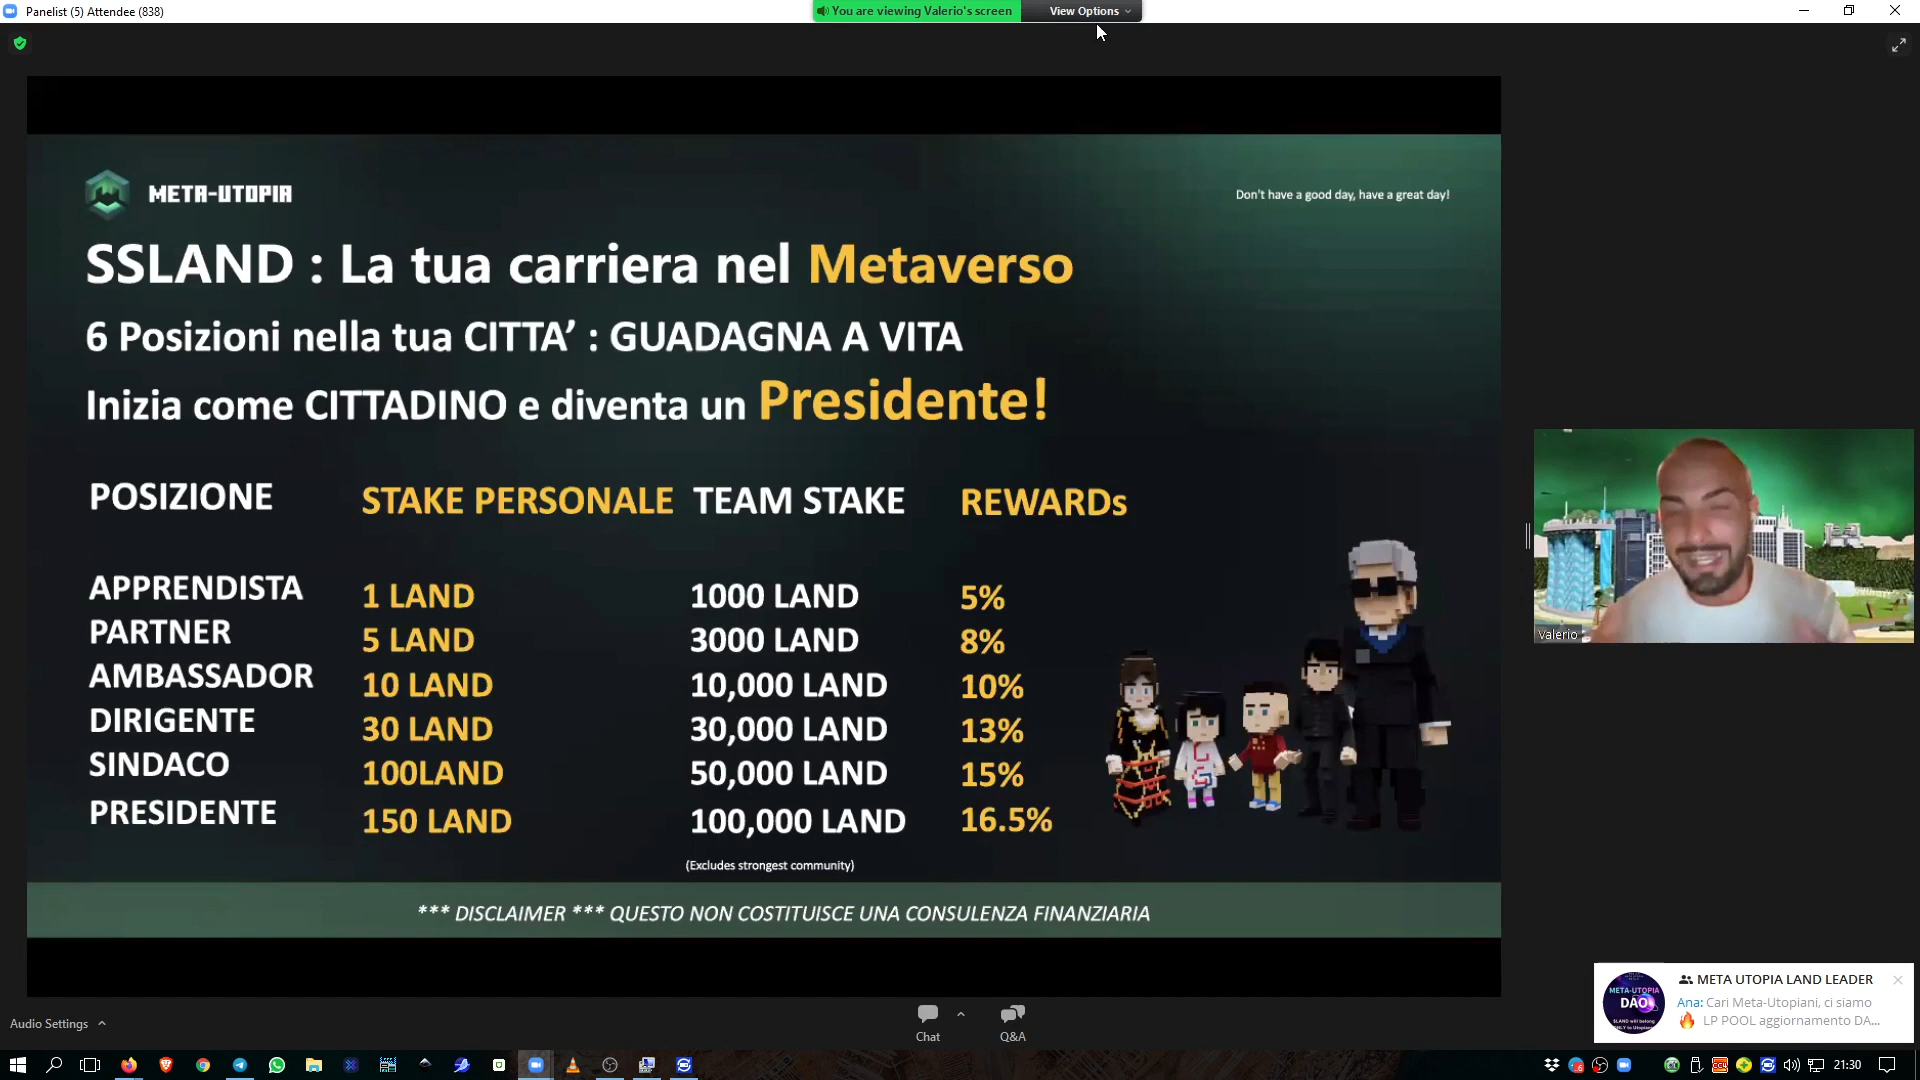 Panelist (5) Attendee (838)
You are viewing Valerio's screen
View Options
META-UTOPIA
Don't have a good day, have a great day!
SSLAND : La tua carriera nel Metaverso
6 Posizioni nella tua CITTA' : GUADAGNA A VITA
Inizia come CITTADINO e diventa un Presidente!
POSIZIONE STAKE PERSONALE TEAM STAKE REWARDs
APPRENDISTA 1 LAND 1000 LAND 5%
PARTNER 5 LAND 3000 LAND 8%
AMBASSADOR 10 LAND 10,000 LAND 10%
DIRIGENTE 30 LAND 30,000 LAND 13%
SINDACO 100LAND 50,000 LAND 15%
PRESIDENTE 150 LAND 100,000 LAND 16.5%
(Excludes strongest community)
*** DISCLAIMER *** QUESTO NON COSTITUISCE UNA CONSULENZA FINANZIARIA
Valerio
META UTOPIA LAND LEADER
Ana: Cari Meta-Utopiani, ci siamo
LP POOL aggiornamento DA...
META-UTOPIA
DAO
Audio Settings
Chat
Q&A
21:30